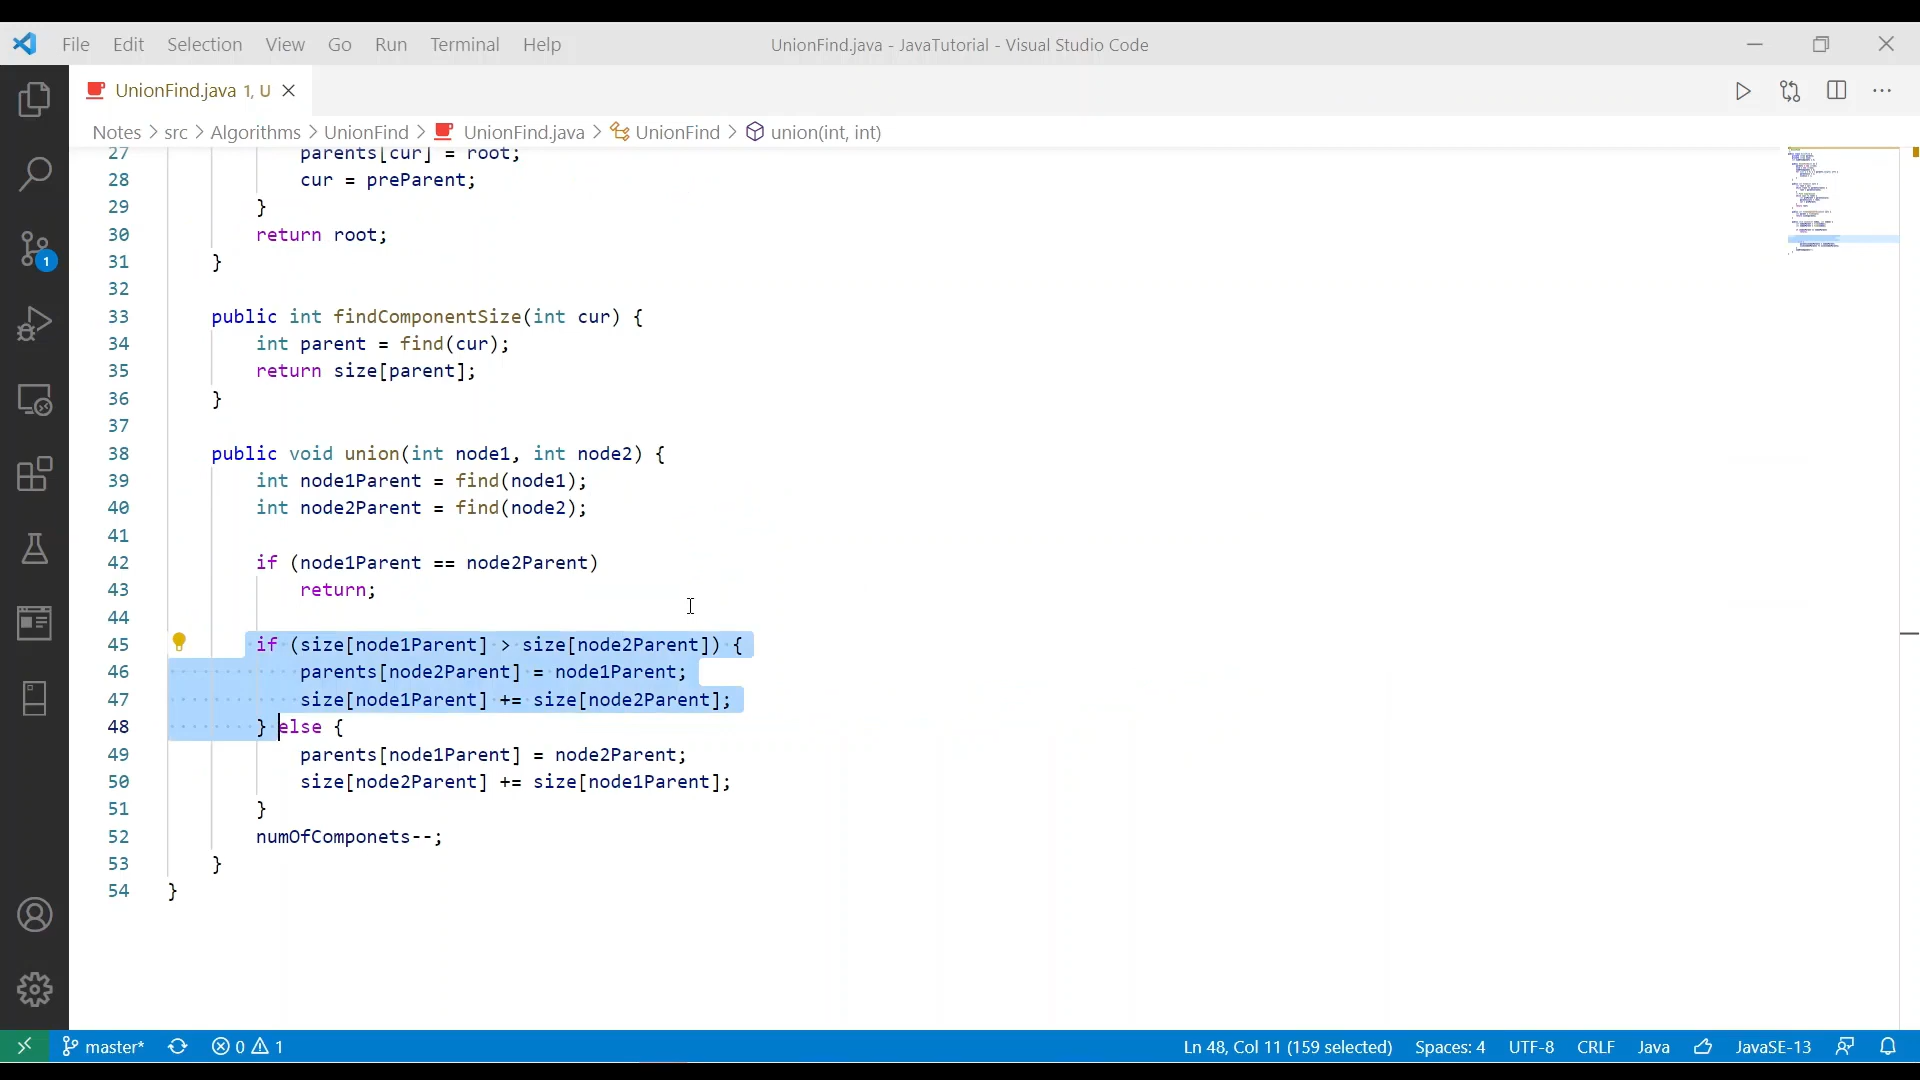 File Edit Selection View Go Run Terminal Help
UnionFind.java - JavaTutorial - Visual Studio Code
UnionFind.java 1, U
Notes > src > Algorithms > UnionFind > UnionFind.java > UnionFind > union(int, int)
27 parents[cur] = root;
28 cur = preParent;
29 }
30 return root;
31 }
32
33 public int findComponentSize(int cur) {
34 int parent = find(cur);
35 return size[parent];
36 }
37
38 public void union(int node1, int node2) {
39 int node1Parent = find(node1);
40 int node2Parent = find(node2);
41
42 if (node1Parent == node2Parent)
43 return;
44
45 if (size[node1Parent] > size[node2Parent]) {
46 parents[node2Parent] = node1Parent;
47 size[node1Parent] += size[node2Parent];
48 } else {
49 parents[node1Parent] = node2Parent;
50 size[node2Parent] += size[node1Parent];
51 }
52 numOfComponets--;
53 }
54 }
1
master* 0 1 Ln 48, Col 11 (159 selected) Spaces: 4 UTF-8 CRLF Java JavaSE-13